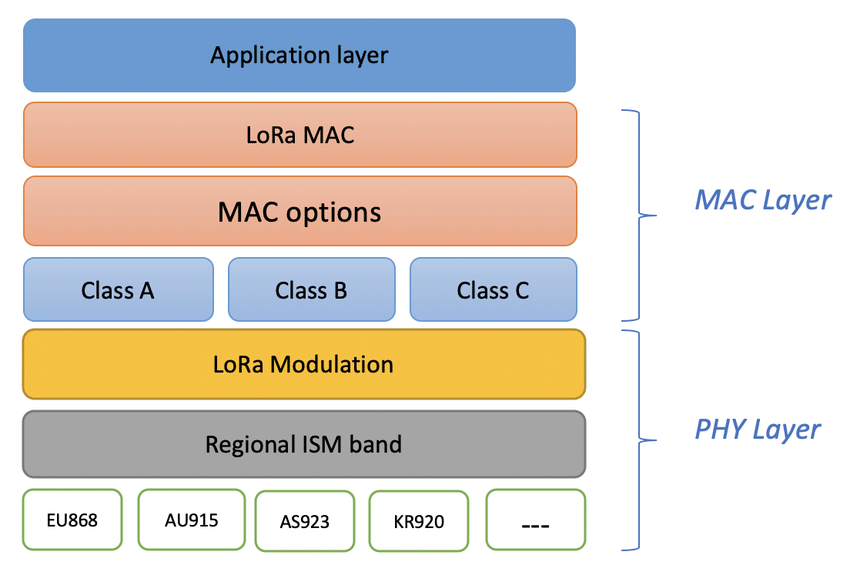 Application layer
LoRa MAC
MAC options
MAC Layer
Class A
Class B
Class C
LoRa Modulation
Regional ISM band
PHY Layer
EU868
AU915
AS923
KR920
---